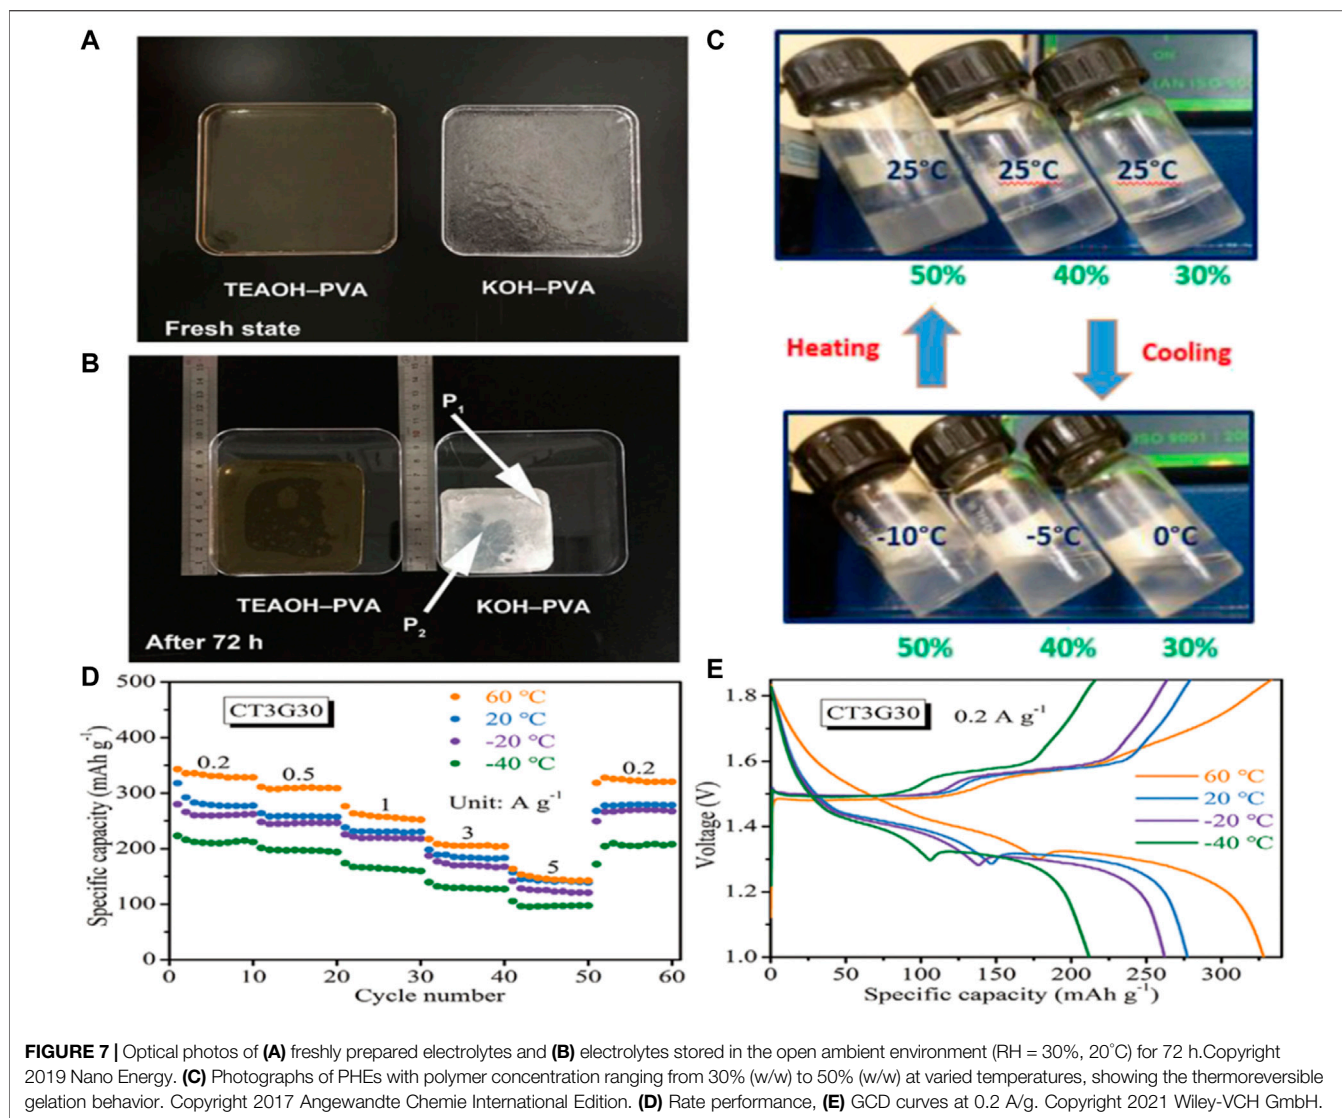 A
TEAOH–PVA
KOH–PVA
Fresh state
B
P1
P2
TEAOH–PVA
KOH–PVA
After 72 h
C
ON
25°C
25°C
25°C
50%
40%
30%
Heating
Cooling
ISO 9001 : 200
-10°C
-5°C
0°C
50%
40%
30%
D
500
400
300
200
100
0
Specific capacity (mAh g-1)
CT3G30
60 °C
20 °C
-20 °C
-40 °C
0.2
0.5
1
3
5
0.2
Unit: A g-1
0 10 20 30 40 50 60
Cycle number
E
1.8
1.6
1.4
1.2
1.0
Voltage (V)
CT3G30
0.2 A g-1
60 °C
20 °C
-20 °C
-40 °C
0 50 100 150 200 250 300
Specific capacity (mAh g-1)
FIGURE 7 | Optical photos of (A) freshly prepared electrolytes and (B) electrolytes stored in the open ambient environment (RH = 30%, 20°C) for 72 h.Copyright
2019 Nano Energy. (C) Photographs of PHEs with polymer concentration ranging from 30% (w/w) to 50% (w/w) at varied temperatures, showing the thermoreversible
gelation behavior. Copyright 2017 Angewandte Chemie International Edition. (D) Rate performance, (E) GCD curves at 0.2 A/g. Copyright 2021 Wiley-VCH GmbH.